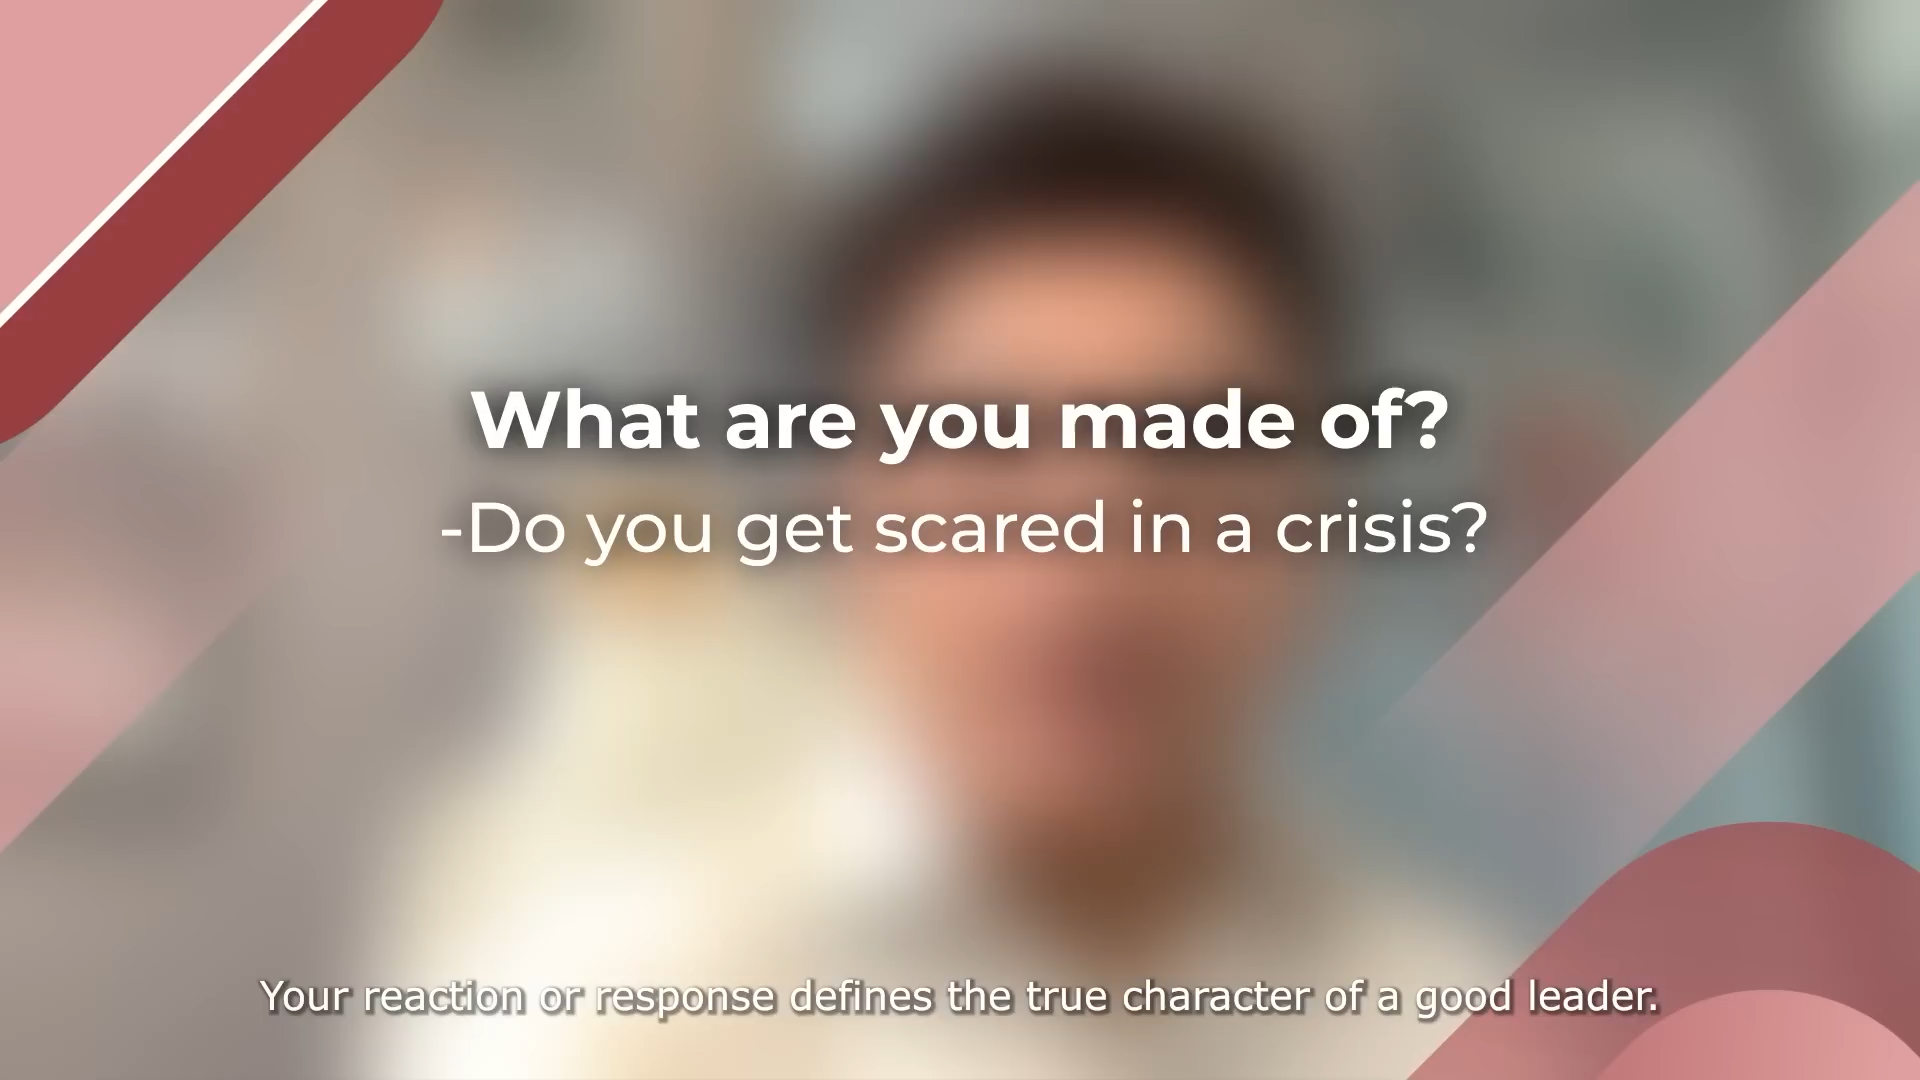 What are you made of?
-Do you get scared in a crisis?
Your reaction or response defines the true character of a good leader.